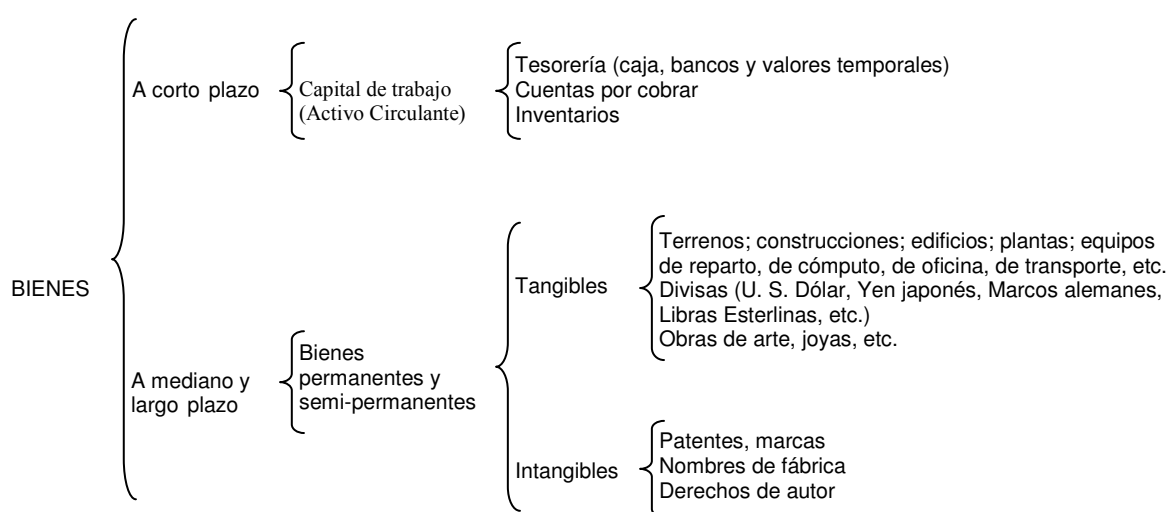 BIENES
A corto plazo
Capital de trabajo
(Activo Circulante)
Tesorería (caja, bancos y valores temporales)
Cuentas por cobrar
Inventarios
A mediano y
largo plazo
Bienes
permanentes y
semi-permanentes
Tangibles
Terrenos; construcciones; edificios; plantas; equipos
de reparto, de cómputo, de oficina, de transporte, etc.
Divisas (U. S. Dólar, Yen japonés, Marcos alemanes,
Libras Esterlinas, etc.)
Obras de arte, joyas, etc.
Intangibles
Patentes, marcas
Nombres de fábrica
Derechos de autor